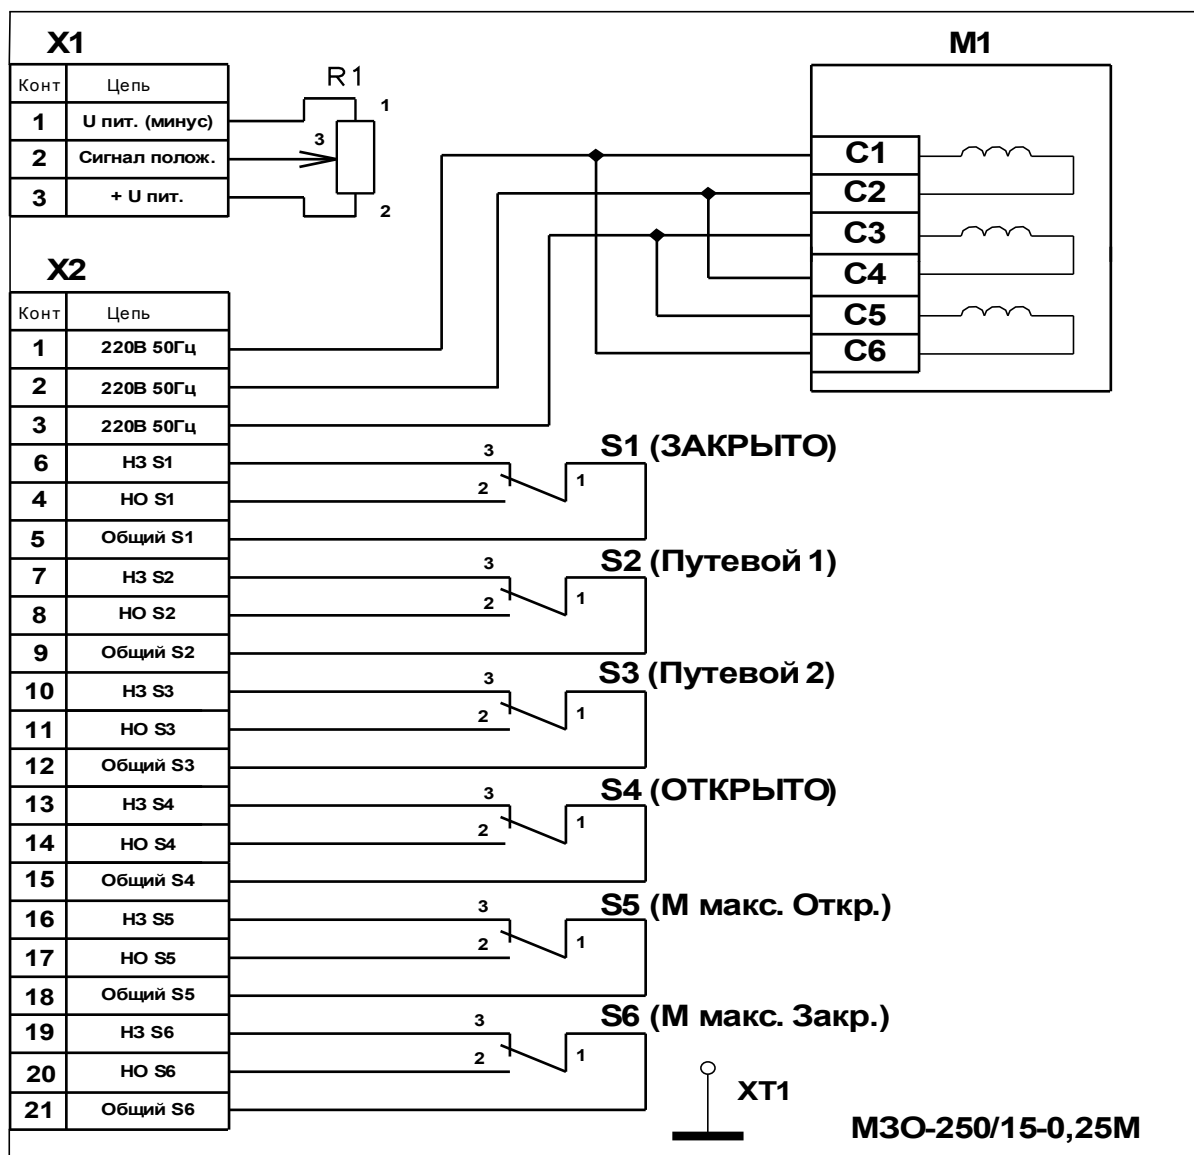 X1
Конт Цепь
1 U пит. (минус)
2 Сигнал полож.
3 + U пит.
R1
1
3
2
M1
C1
C2
C3
C4
C5
C6
X2
Конт Цепь
1 220В 50Гц
2 220В 50Гц
3 220В 50Гц
6 НЗ S1
4 НО S1
5 Общий S1
7 НЗ S2
8 НО S2
9 Общий S2
10 НЗ S3
11 НО S3
12 Общий S3
13 НЗ S4
14 НО S4
15 Общий S4
16 НЗ S5
17 НО S5
18 Общий S5
19 НЗ S6
20 НО S6
21 Общий S6
S1 (ЗАКРЫТО)
3
2
1
S2 (Путевой 1)
3
2
1
S3 (Путевой 2)
3
2
1
S4 (ОТКРЫТО)
3
2
1
S5 (М макс. Откр.)
3
2
1
S6 (М макс. Закр.)
3
2
1
XT1
МЗО-250/15-0,25М